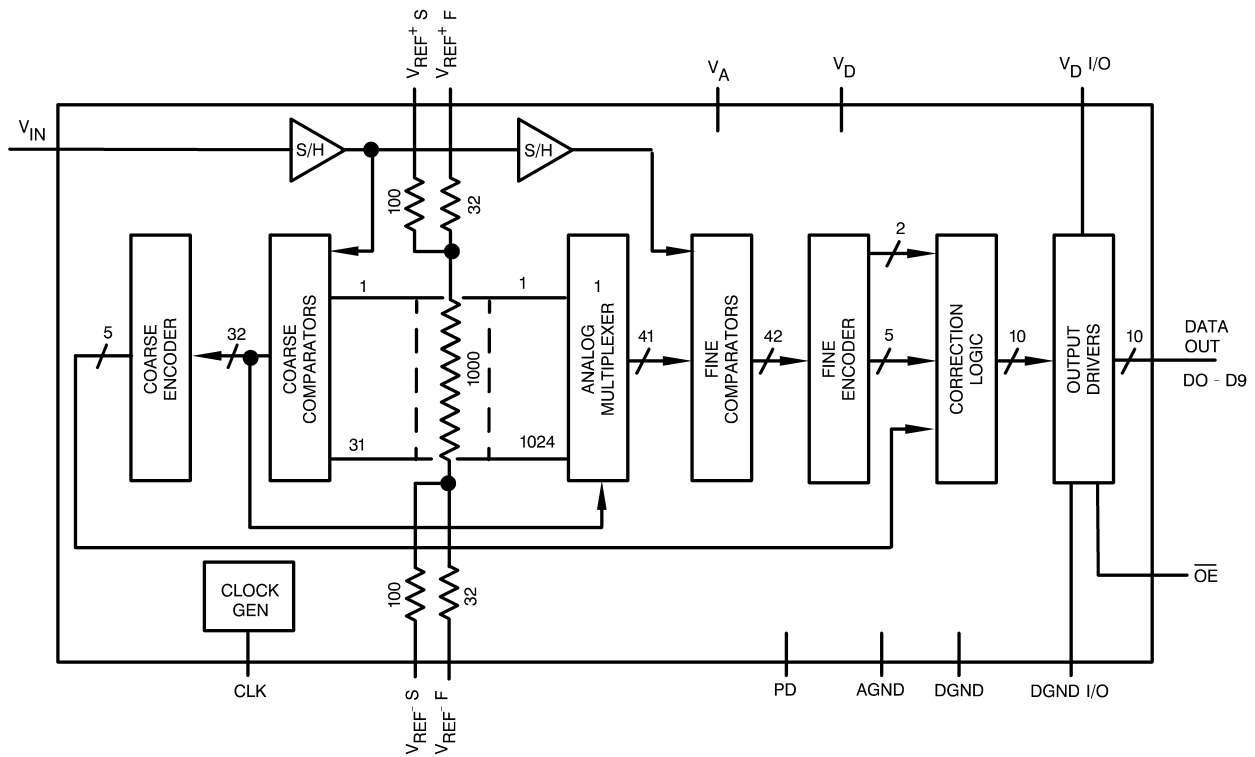 VREF+ S
VREF+ F
VA
VD
VD I/O
VIN
S/H
S/H
100
32
2
1
1
1
5
COARSE
ENCODER
32
COARSE
COMPARATORS
1000
ANALOG
MULTIPLEXER
41
FINE
COMPARATORS
42
FINE
ENCODER
5
CORRECTION
LOGIC
10
OUTPUT
DRIVERS
10
DATA
OUT
DO - D9
31
1024
CLOCK
GEN
100
32
OE
CLK
VREF- S
VREF- F
PD
AGND
DGND
DGND I/O